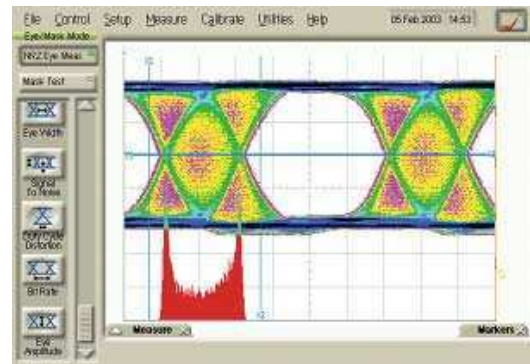 File Control Setup Measure Calibrate Utilities Help 05 Feb 2003 14:53
Eye/Mask Mode
NRZ Eye Meas
Mask Test
Eye Width
Signal
To Noise
Duty Cycle
Distortion
Bit Rate
Eye
Amplitude
Measure
Markers